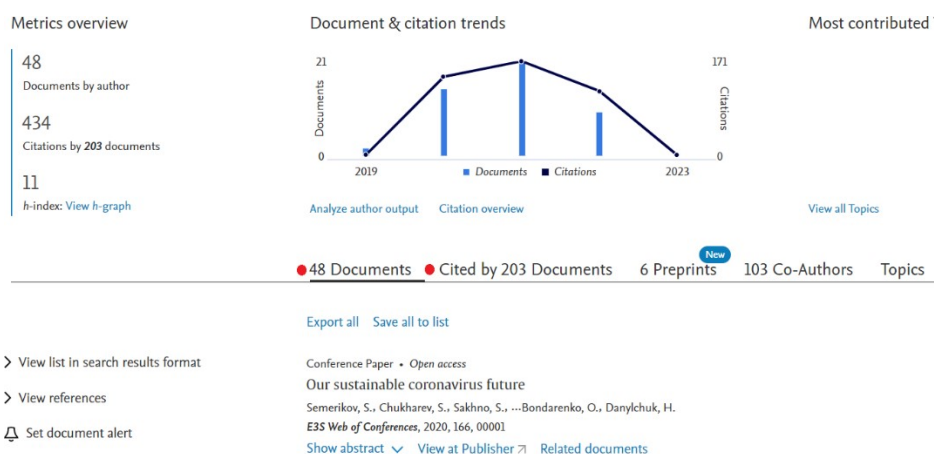 Metrics overview
48
Documents by author
434
Citations by 203 documents
11
h-index: View h-graph
Document & citation trends
21
Documents
0
171
Citations
0
2019
Documents
Citations
2023
Analyze author output Citation overview
Most contributed
View all Topics
New
48 Documents Cited by 203 Documents 6 Preprints 103 Co-Authors Topics
Export all Save all to list
View list in search results format
View references
Set document alert
Conference Paper • Open access
Our sustainable coronavirus future
Semerikov, S., Chukharev, S., Sakhno, S., ...Bondarenko, O., Danylchuk, H.
E3S Web of Conferences, 2020, 166, 00001
Show abstract View at Publisher Related documents